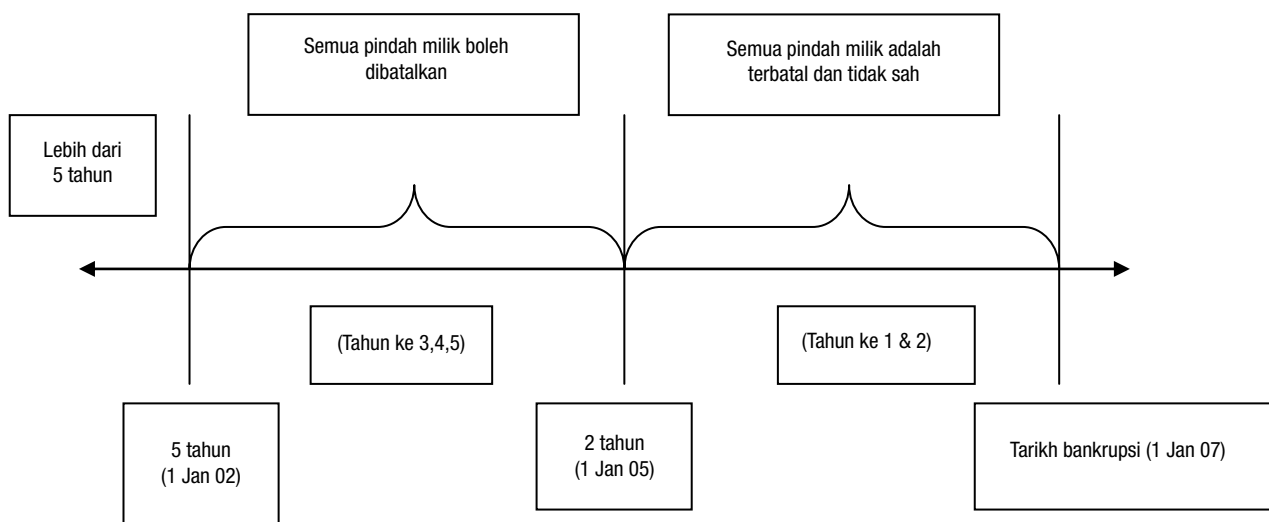 Semua pindah milik boleh
dibatalkan
Semua pindah milik adalah
terbatal dan tidak sah
Lebih dari
5 tahun
(Tahun ke 3,4,5)
(Tahun ke 1 & 2)
5 tahun
(1 Jan 02)
2 tahun
(1 Jan 05)
Tarikh bankrupsi (1 Jan 07)